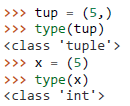 >>> tup = (5,)
>>> type(tup)
<class 'tuple'>
>>> x = (5)
>>> type(x)
<class 'int'>